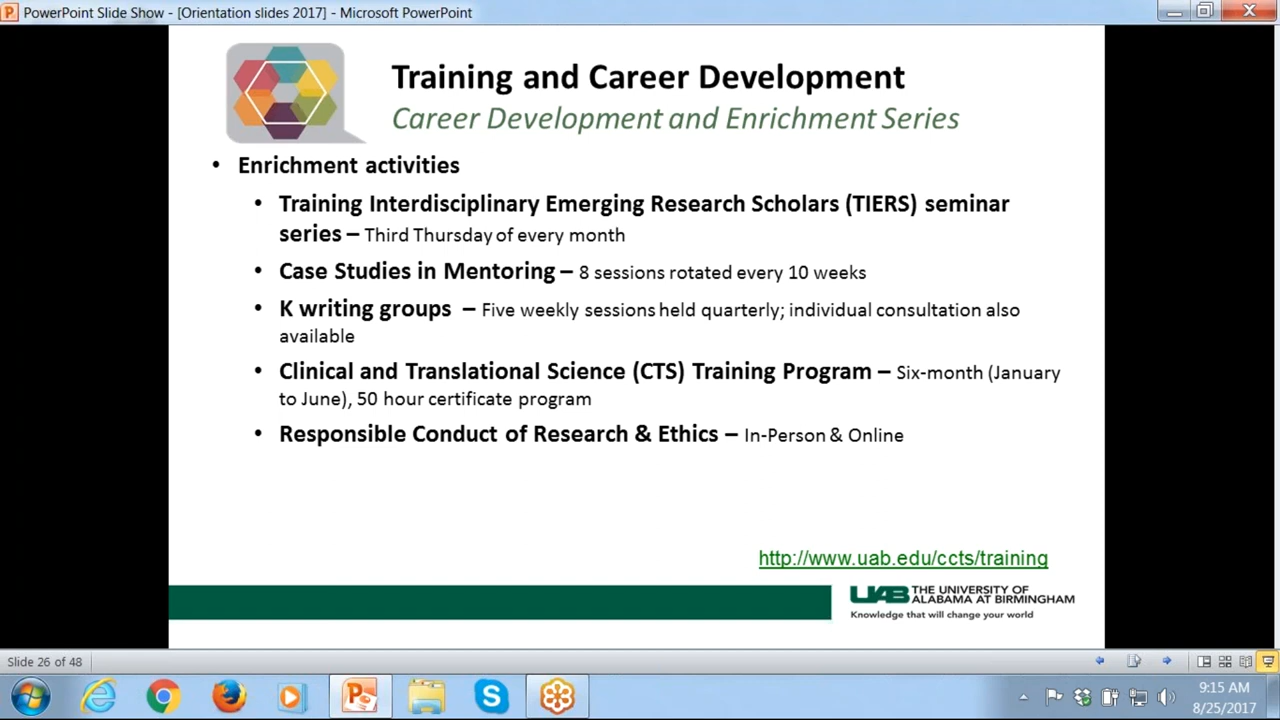 PowerPoint Slide Show - [Orientation slides 2017] - Microsoft PowerPoint
Training and Career Development
Career Development and Enrichment Series
• Enrichment activities
• Training Interdisciplinary Emerging Research Scholars (TIERS) seminar
series – Third Thursday of every month
• Case Studies in Mentoring – 8 sessions rotated every 10 weeks
• K writing groups – Five weekly sessions held quarterly; individual consultation also
available
• Clinical and Translational Science (CTS) Training Program – Six-month (January
to June), 50 hour certificate program
• Responsible Conduct of Research & Ethics – In-Person & Online
http://www.uab.edu/ccts/training
UAB THE UNIVERSITY OF
ALABAMA AT BIRMINGHAM
Knowledge that will change your world
Slide 26 of 48
9:15 AM
8/25/2017